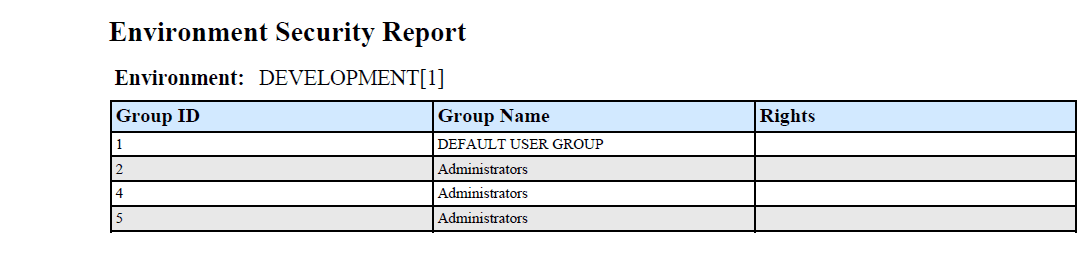 Environment Security Report
Environment: DEVELOPMENT[1]
Group ID Group Name Rights
1 DEFAULT USER GROUP
2 Administrators
4 Administrators
5 Administrators